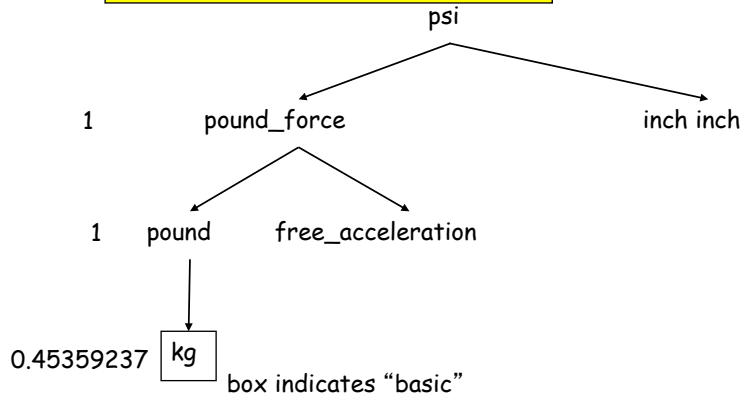 psi
1 pound_force inch inch
1 pound free_acceleration
0.45359237 kg
box indicates “basic”